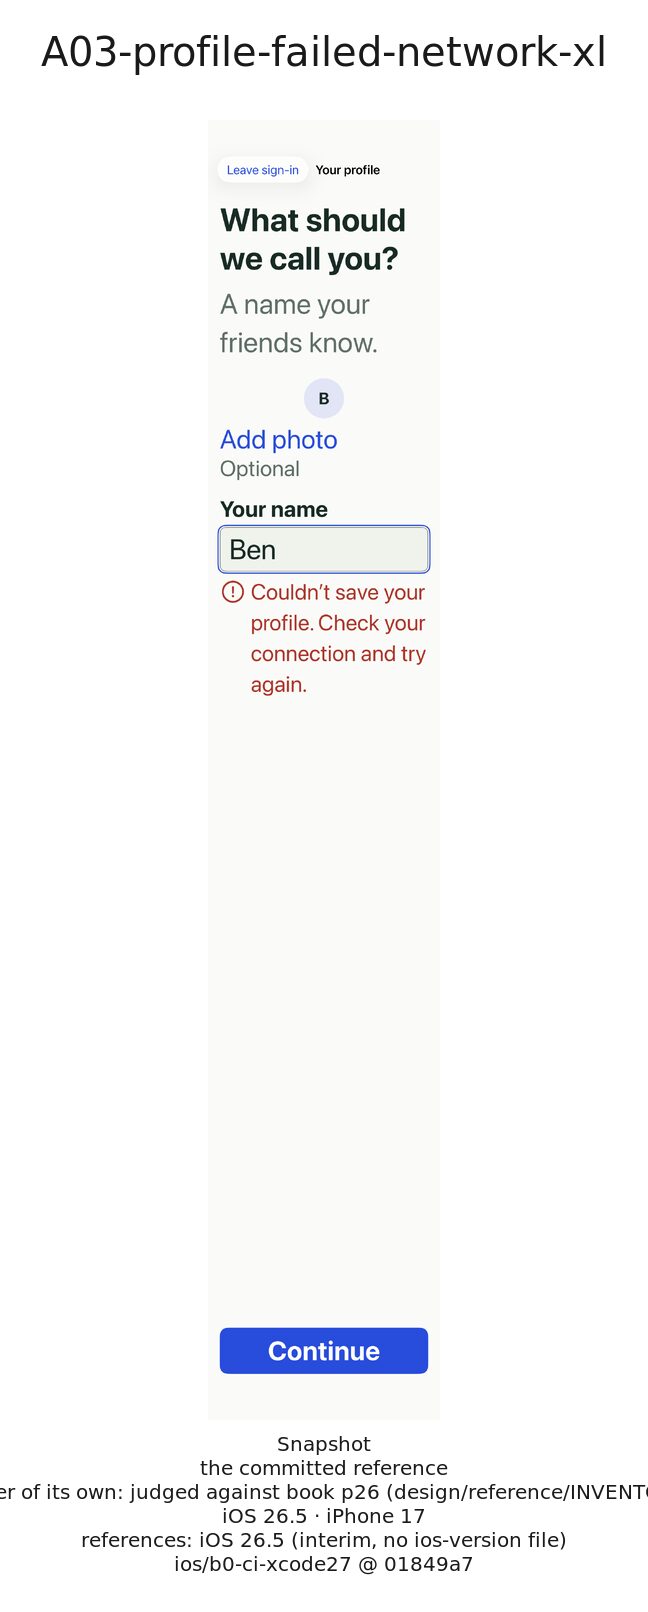 A03-profile-failed-network-xl
Leave sign-in Your profile
What should
we call you?
A name your
friends know.
B
Add photo
Optional
Your name
Ben
Couldn’t save your
profile. Check your
connection and try
again.
Continue
Snapshot
the committed reference
of its own: judged against book p26 (design/reference/
iOS 26.5 · iPhone 17
references: iOS 26.5 (interim, no ios-version file)
ios/b0-ci-xcode27 @ 01849a7